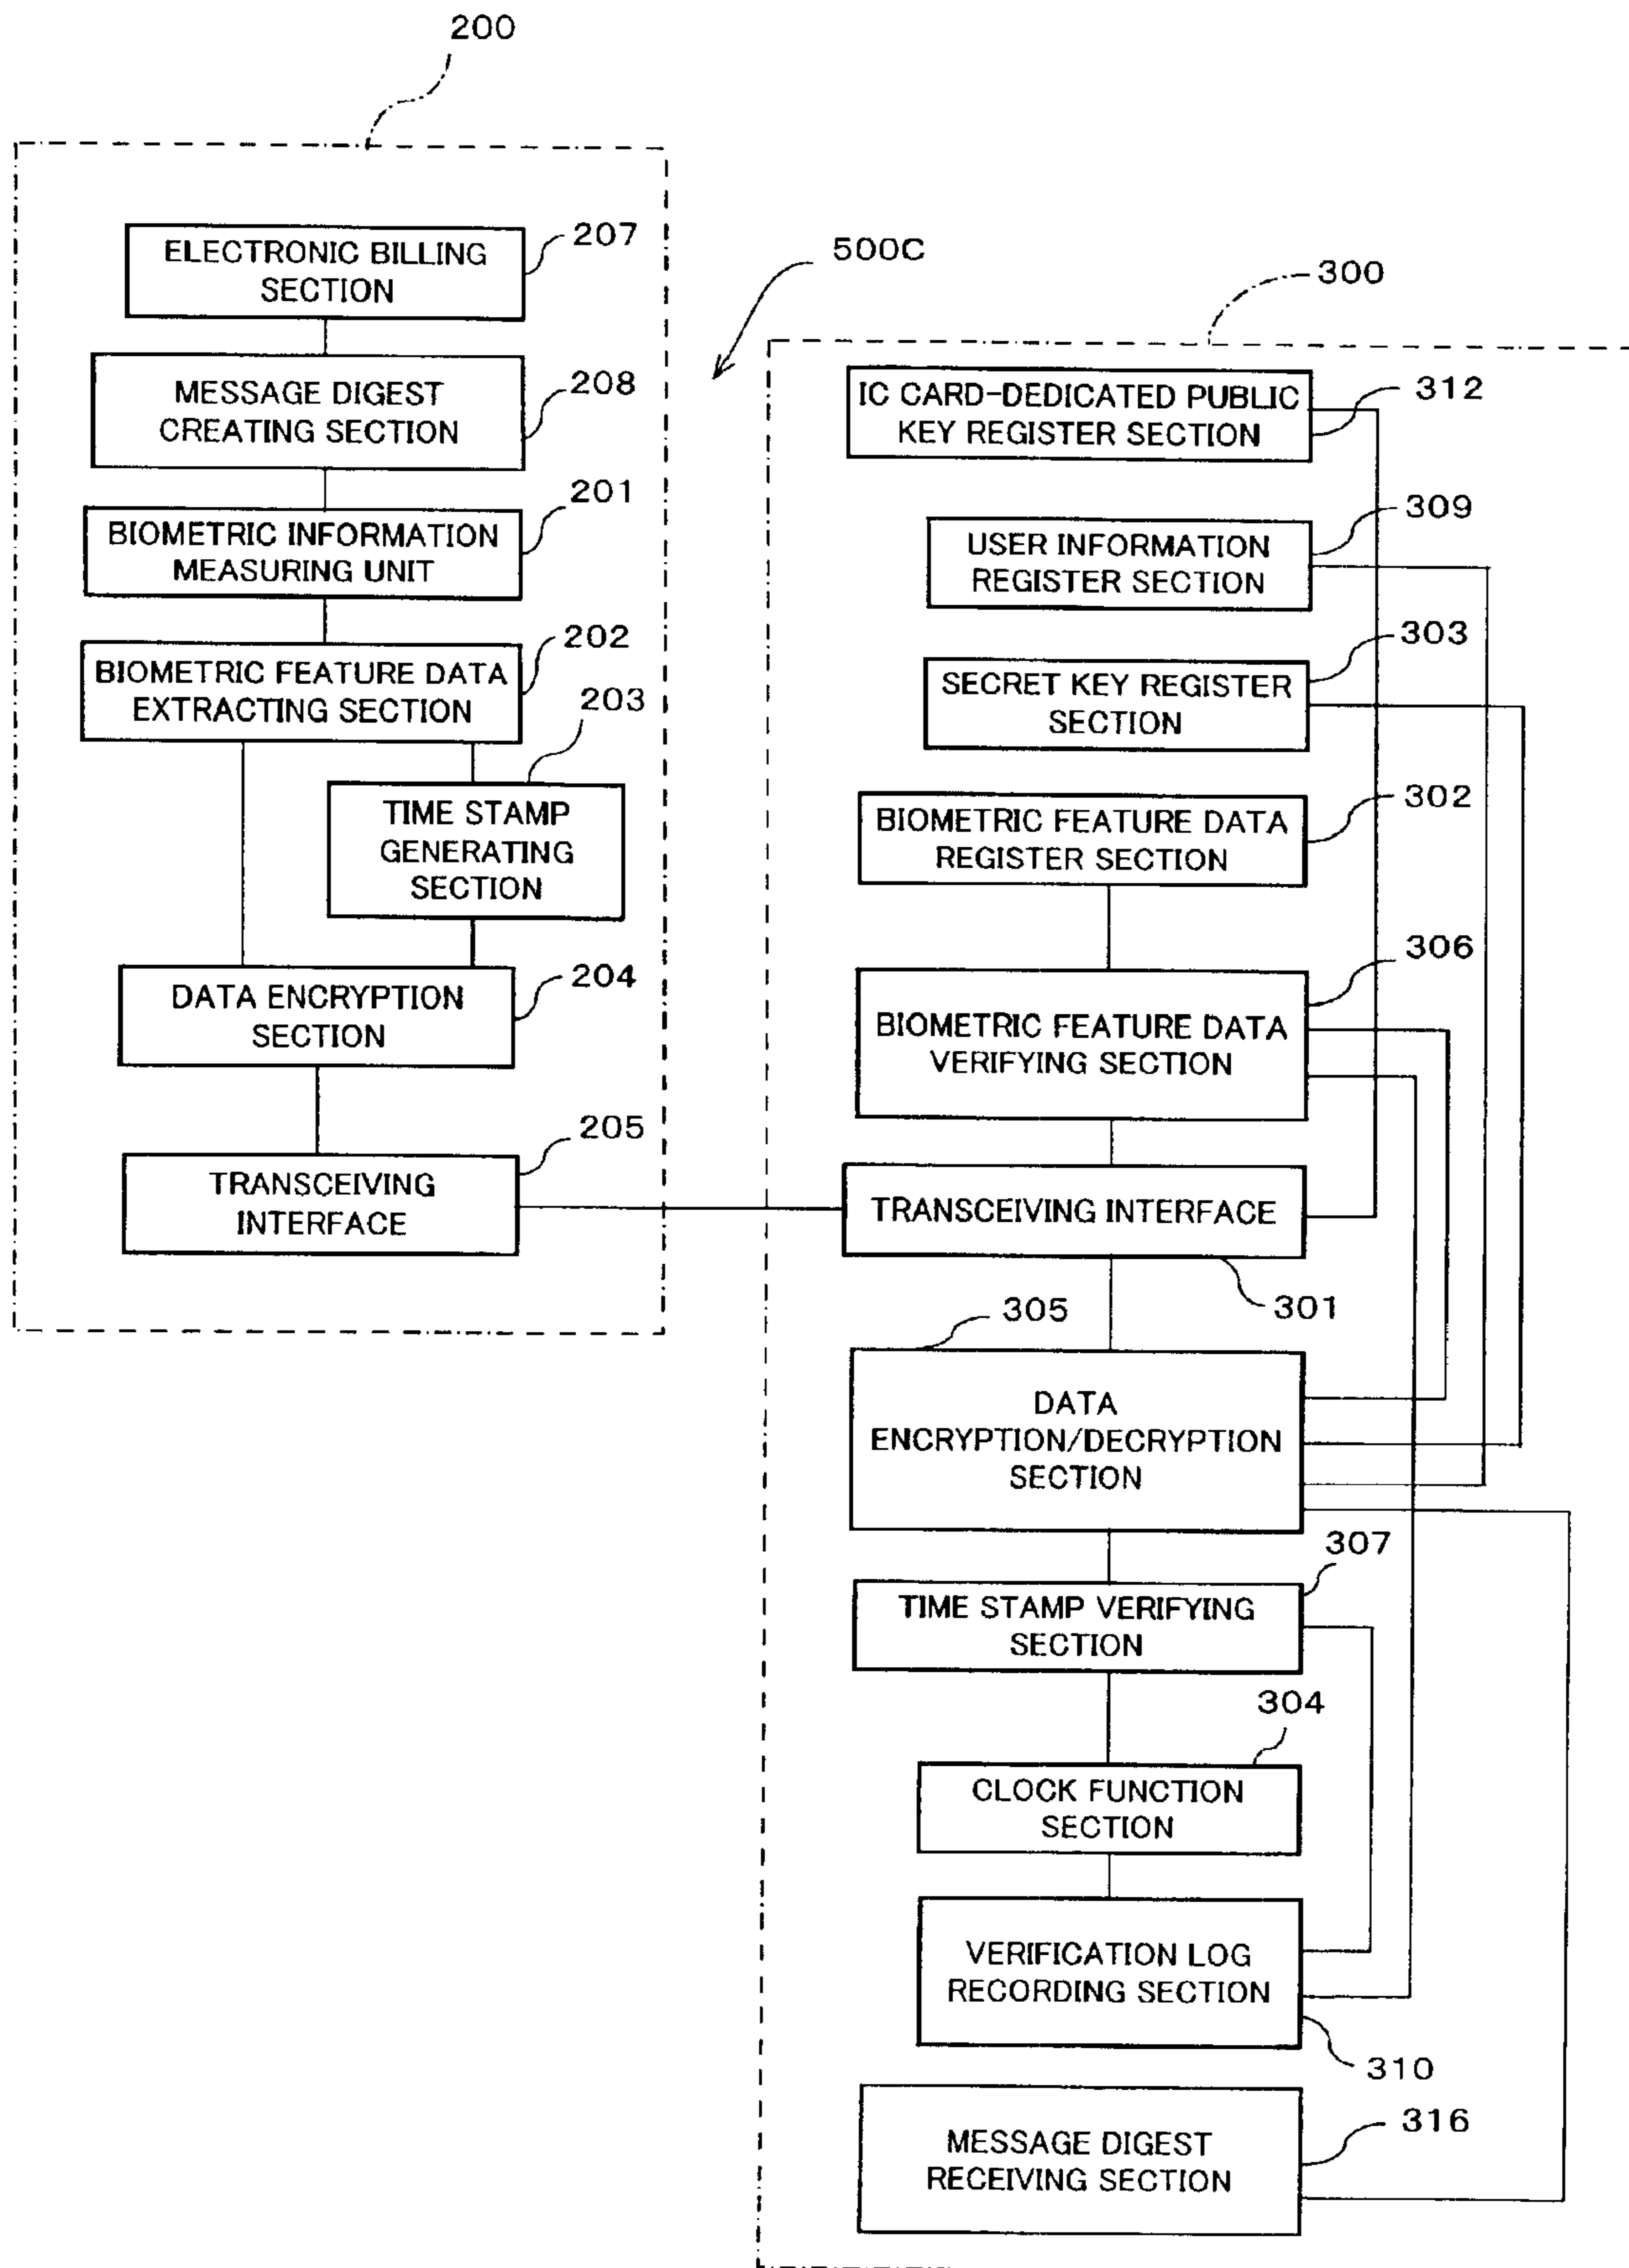 200
ELECTRONIC BILLING
SECTION
207
MESSAGE DIGEST
CREATING SECTION
208
BIOMETRIC INFORMATION
MEASURING UNIT
201
BIOMETRIC FEATURE DATA
EXTRACTING SECTION
202
203
TIME STAMP
GENERATING
SECTION
DATA ENCRYPTION
SECTION
204
205
TRANSCEIVING
INTERFACE
500C
300
IC CARD-DEDICATED PUBLIC
KEY REGISTER SECTION
312
309
USER INFORMATION
REGISTER SECTION
303
SECRET KEY REGISTER
SECTION
302
BIOMETRIC FEATURE DATA
REGISTER SECTION
306
BIOMETRIC FEATURE DATA
VERIFYING SECTION
TRANSCEIVING INTERFACE
301
305
DATA
ENCRYPTION/DECRYPTION
SECTION
307
TIME STAMP VERIFYING
SECTION
304
CLOCK FUNCTION
SECTION
VERIFICATION LOG
RECORDING SECTION
310
316
MESSAGE DIGEST
RECEIVING SECTION